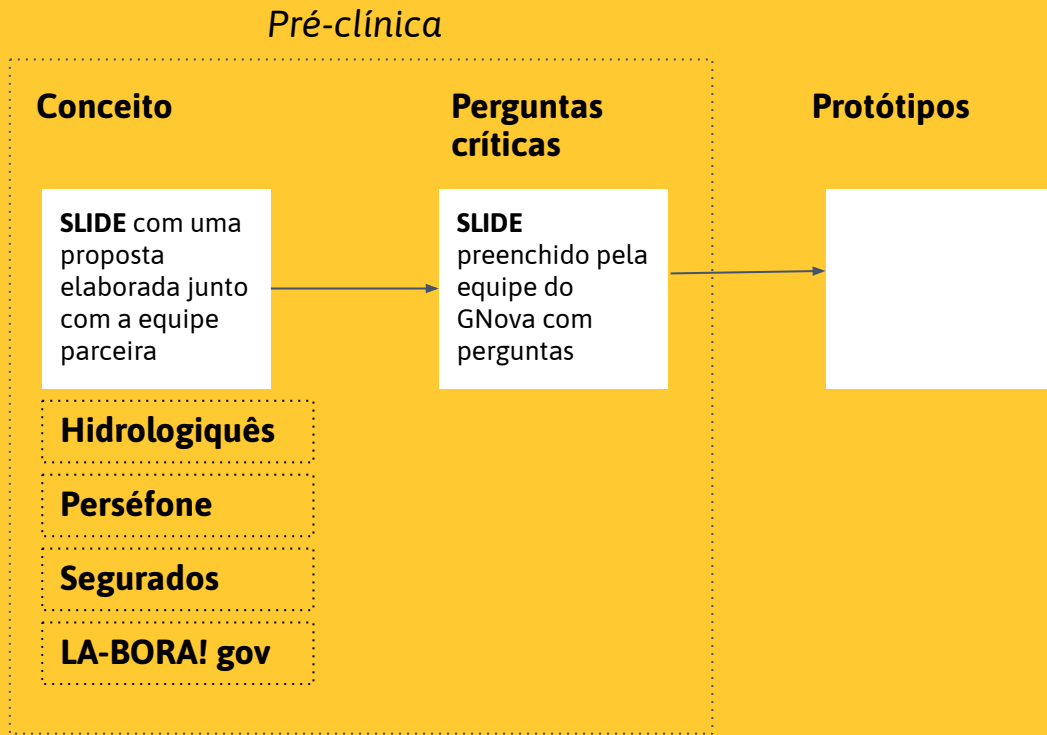 Pré-clínica
Conceito
SLIDE com uma
proposta
elaborada junto
com a equipe
parceira
Hidrologiquês
Perséfone
Segurados
LA-BORA! gov
Perguntas
críticas
SLIDE
preenchido pela
equipe do
GNova com
perguntas
Protótipos